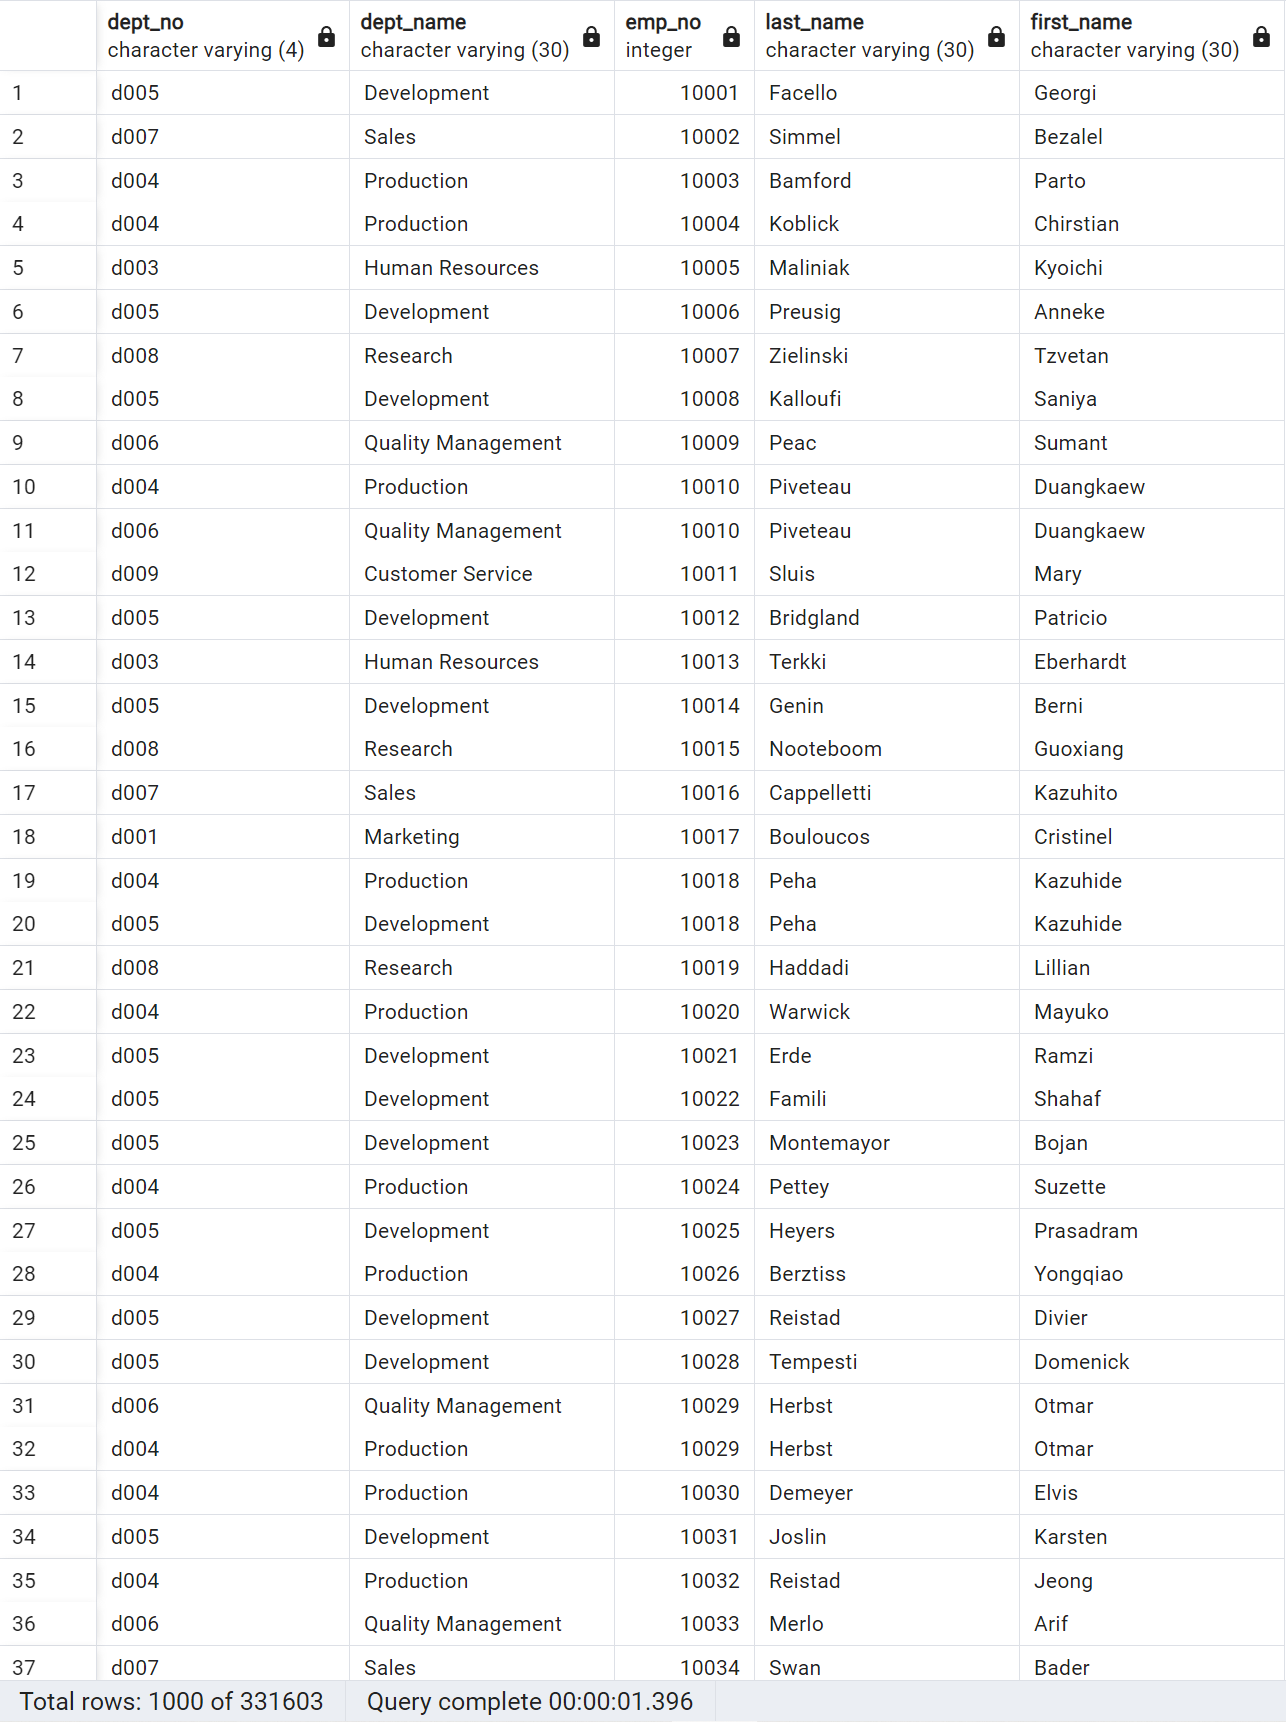 dept_no dept_name emp_no last_name first_name
character varying (4) character varying (30) integer character varying (30) character varying (30)
1 d005 Development 10001 Facello Georgi
2 d007 Sales 10002 Simmel Bezalel
3 d004 Production 10003 Bamford Parto
4 d004 Production 10004 Koblick Chirstian
5 d003 Human Resources 10005 Maliniak Kyoichi
6 d005 Development 10006 Preusig Anneke
7 d008 Research 10007 Zielinski Tzvetan
8 d005 Development 10008 Kalloufi Saniya
9 d006 Quality Management 10009 Peac Sumant
10 d004 Production 10010 Piveteau Duangkaew
11 d006 Quality Management 10010 Piveteau Duangkaew
12 d009 Customer Service 10011 Sluis Mary
13 d005 Development 10012 Bridgland Patricio
14 d003 Human Resources 10013 Terkki Eberhardt
15 d005 Development 10014 Genin Berni
16 d008 Research 10015 Nooteboom Guoxiang
17 d007 Sales 10016 Cappelletti Kazuhito
18 d001 Marketing 10017 Bouloucos Cristinel
19 d004 Production 10018 Peha Kazuhide
20 d005 Development 10018 Peha Kazuhide
21 d008 Research 10019 Haddadi Lillian
22 d004 Production 10020 Warwick Mayuko
23 d005 Development 10021 Erde Ramzi
24 d005 Development 10022 Famili Shahaf
25 d005 Development 10023 Montemayor Bojan
26 d004 Production 10024 Pettey Suzette
27 d005 Development 10025 Heyers Prasadram
28 d004 Production 10026 Berztiss Yongqiao
29 d005 Development 10027 Reistad Divier
30 d005 Development 10028 Tempesti Domenick
31 d006 Quality Management 10029 Herbst Otmar
32 d004 Production 10029 Herbst Otmar
33 d004 Production 10030 Demeyer Elvis
34 d005 Development 10031 Joslin Karsten
35 d004 Production 10032 Reistad Jeong
36 d006 Quality Management 10033 Merlo Arif
37 d007 Sales 10034 Swan Bader
Total rows: 1000 of 331603 Query complete 00:00:01.396